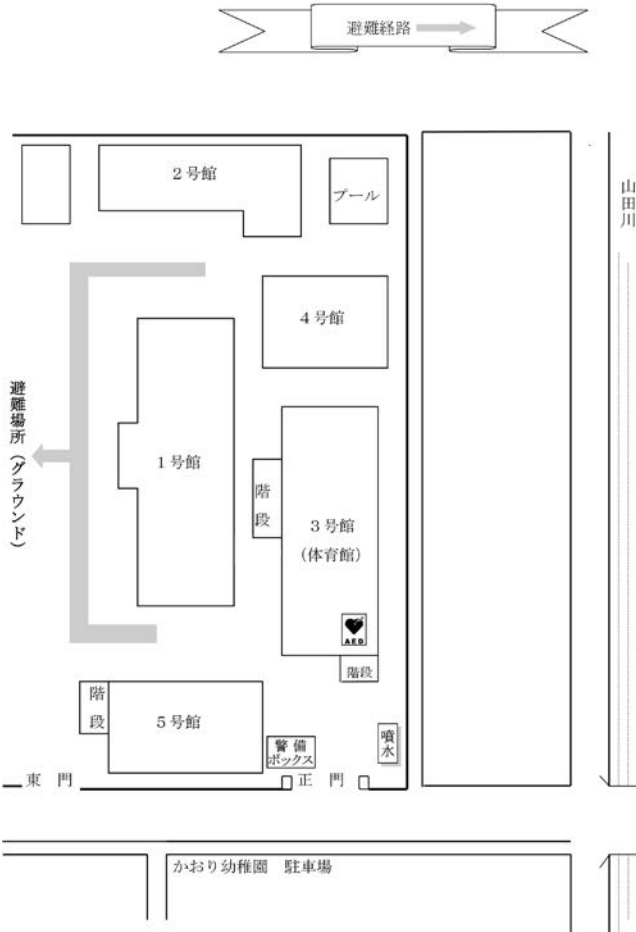 避難経路
2号館
プール
山田川
4号館
避難場所（グラウンド）
1号館
階段
3号館
（体育館）
AED
階段
階段
5号館
警備
ボックス
噴水
東門
正門
かおり幼稚園 駐車場